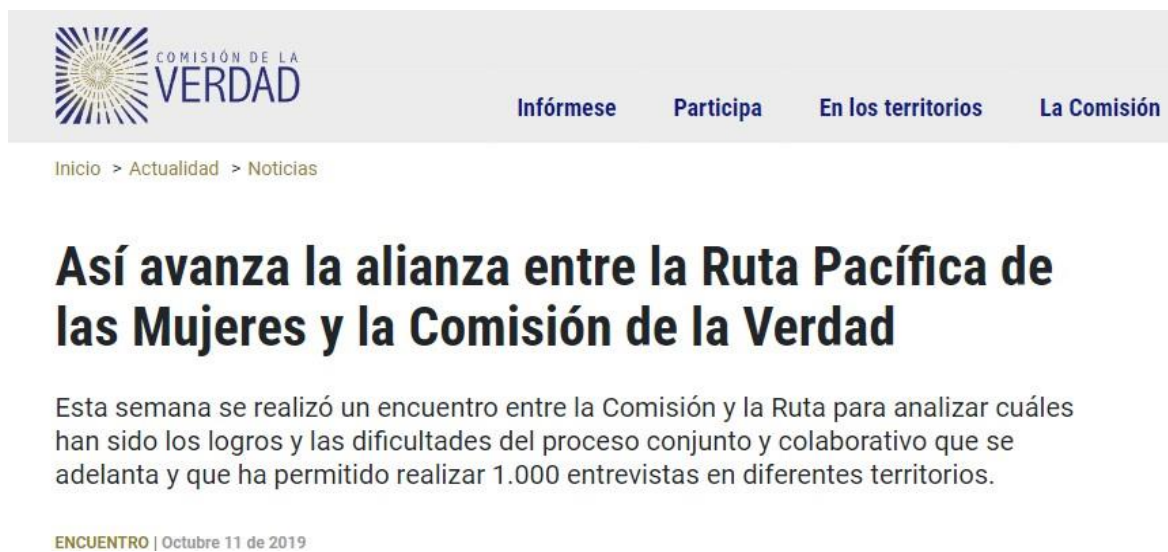 COMISIÓN DE LA
VERDAD
Infórmese Participa En los territorios La Comisión
Inicio > Actualidad > Noticias
Así avanza la alianza entre la Ruta Pacífica de
las Mujeres y la Comisión de la Verdad
Esta semana se realizó un encuentro entre la Comisión y la Ruta para analizar cuáles
han sido los logros y las dificultades del proceso conjunto y colaborativo que se
adelanta y que ha permitido realizar 1.000 entrevistas en diferentes territorios.
ENCUENTRO | Octubre 11 de 2019